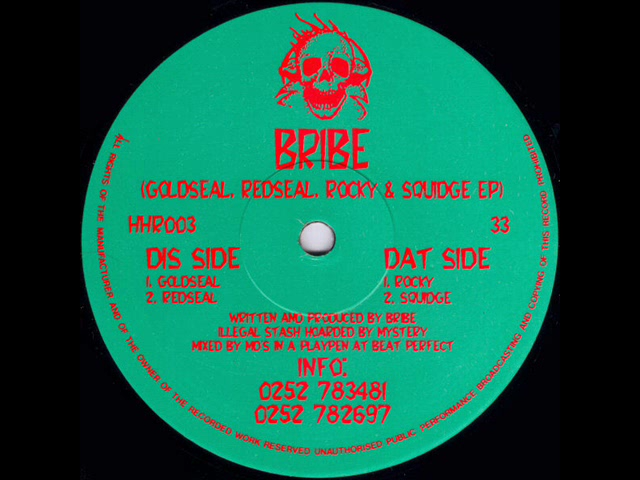 BRIBE
(GOLDSEAL, REDSEAL, ROCKY & SQUIDGE EP)
HHR003
33
DIS SIDE
1. GOLDSEAL
2. REDSEAL
DAT SIDE
1. ROCKY
2. SQUIDGE
WRITTEN AND PRODUCED BY BRIBE
ILLEGAL STASH HOARDED BY MYSTERY
MIXED BY MD'S IN A PLAYPEN AT BEAT PERFECT
INFO:
0252 783481
0252 782697
ALL RIGHTS OF THE MANUFACTURER AND OF THE OWNER OF THE RECORDED WORK RESERVED UNAUTHORISED PUBLIC PERFORMANCE BROADCASTING AND COPYING OF THIS RECORD PROHIBITED